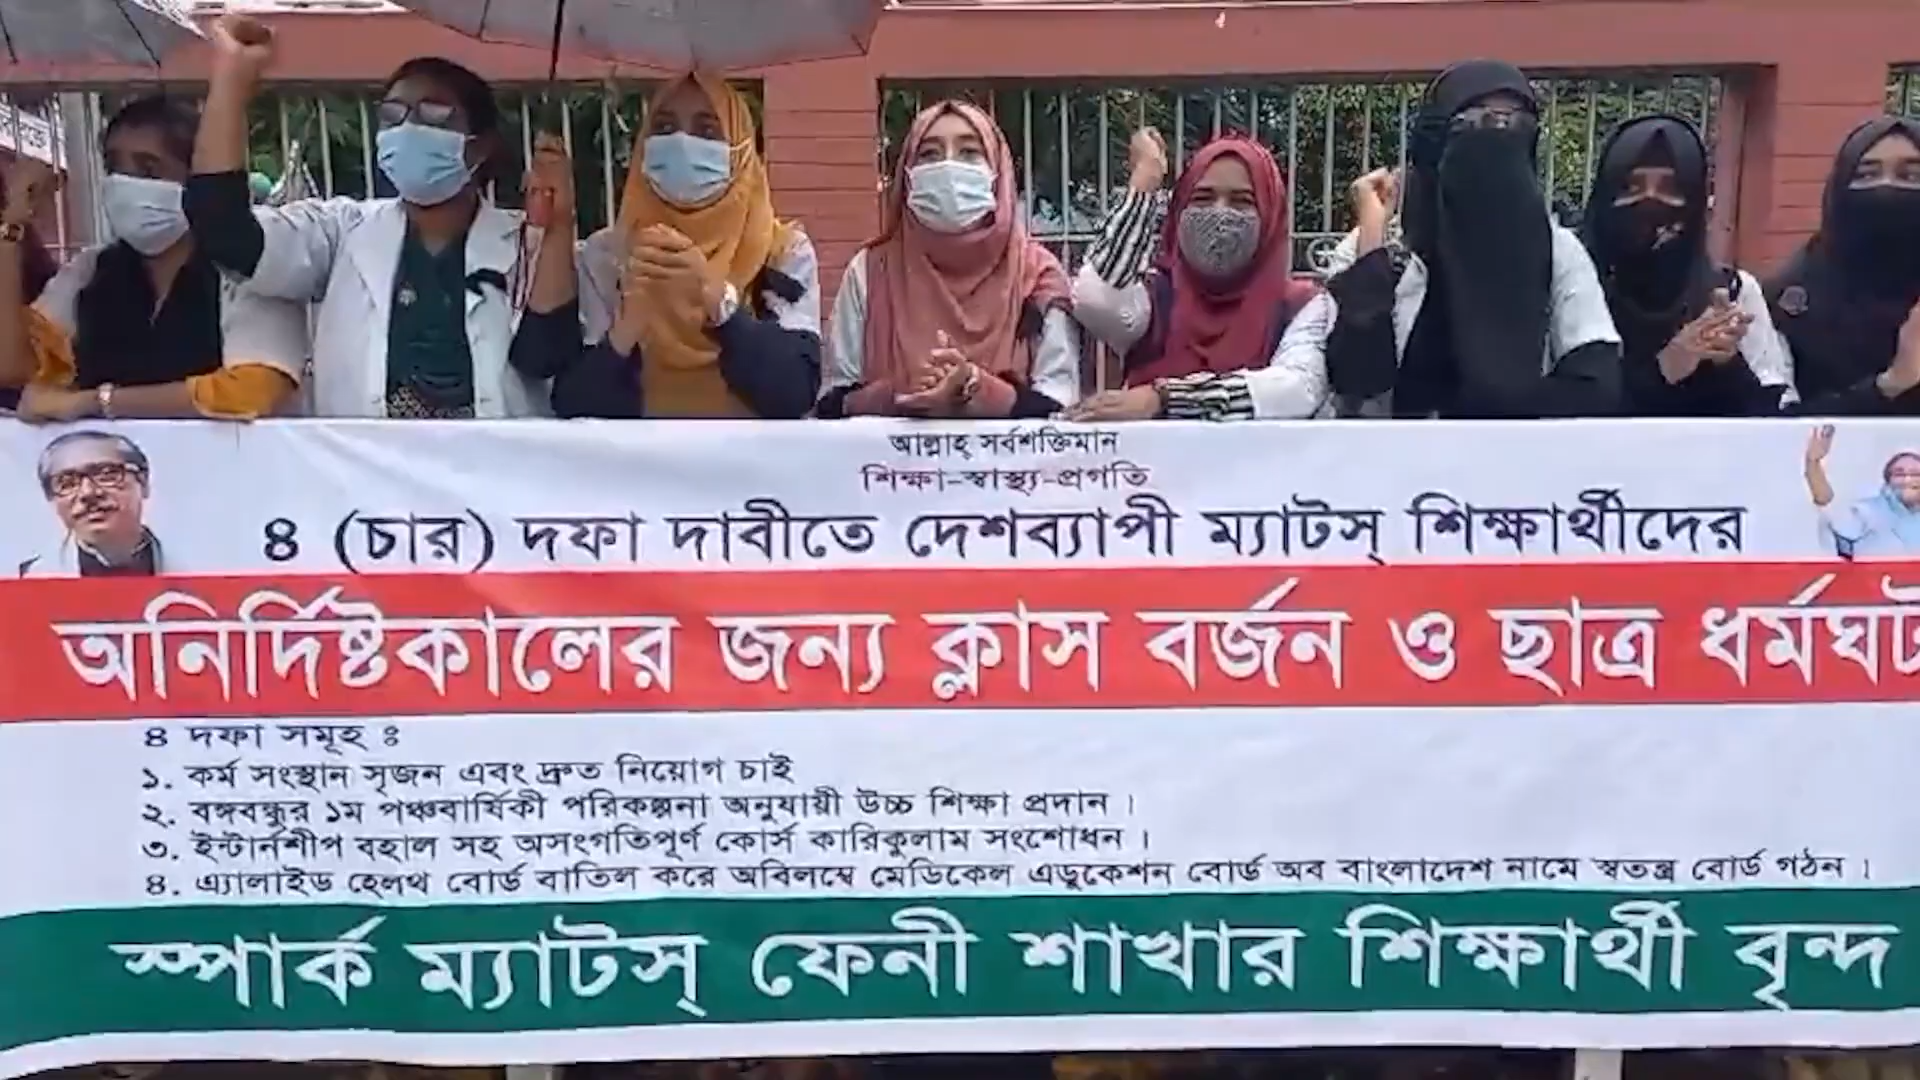 আল্লাহ্ সর্বশক্তিমান
শিক্ষা-স্বাস্থ্য-প্রগতি
৪ (চার) দফা দাবীতে দেশব্যাপী ম্যাটস্ শিক্ষার্থীদের
অনির্দিষ্টকালের জন্য ক্লাস বর্জন ও ছাত্র ধর্মঘট
৪ দফা সমূহ ঃ
১. কর্ম সংস্থান সৃজন এবং দ্রুত নিয়োগ চাই
২. বঙ্গবন্ধুর ১ম পঞ্চবার্ষিকী পরিকল্পনা অনুযায়ী উচ্চ শিক্ষা প্রদান।
৩. ইন্টার্নশীপ বহাল সহ অসংগতিপূর্ণ কোর্স কারিকুলাম সংশোধন।
৪. এ্যালাইড হেলথ বোর্ড বাতিল করে অবিলম্বে মেডিকেল এডুকেশন বোর্ড অব বাংলাদেশ নামে স্বতন্ত্র বোর্ড গঠন।
স্পার্ক ম্যাটস্ ফেনী শাখার শিক্ষার্থী বৃন্দ